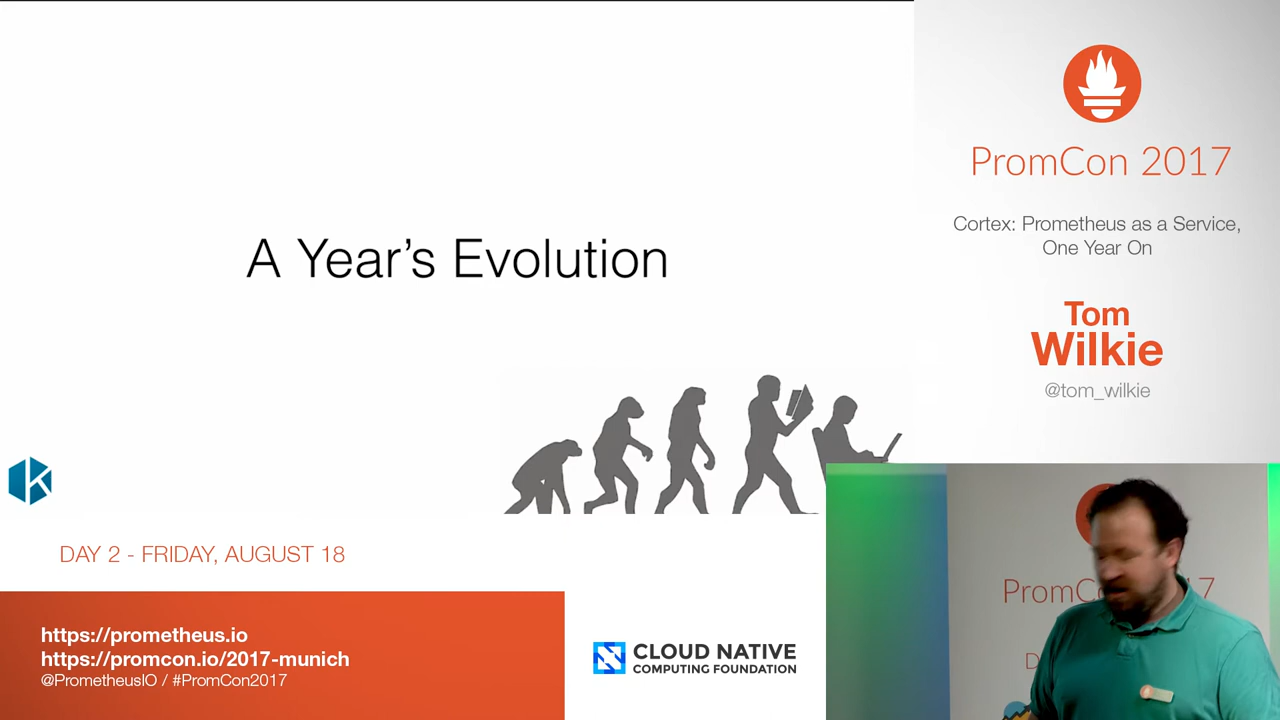 A Year’s Evolution
PromCon 2017
Cortex: Prometheus as a Service,
One Year On
Tom
Wilkie
@tom_wilkie
DAY 2 - FRIDAY, AUGUST 18
https://prometheus.io
https://promcon.io/2017-munich
@PrometheusIO / #PromCon2017
CLOUD NATIVE
COMPUTING FOUNDATION